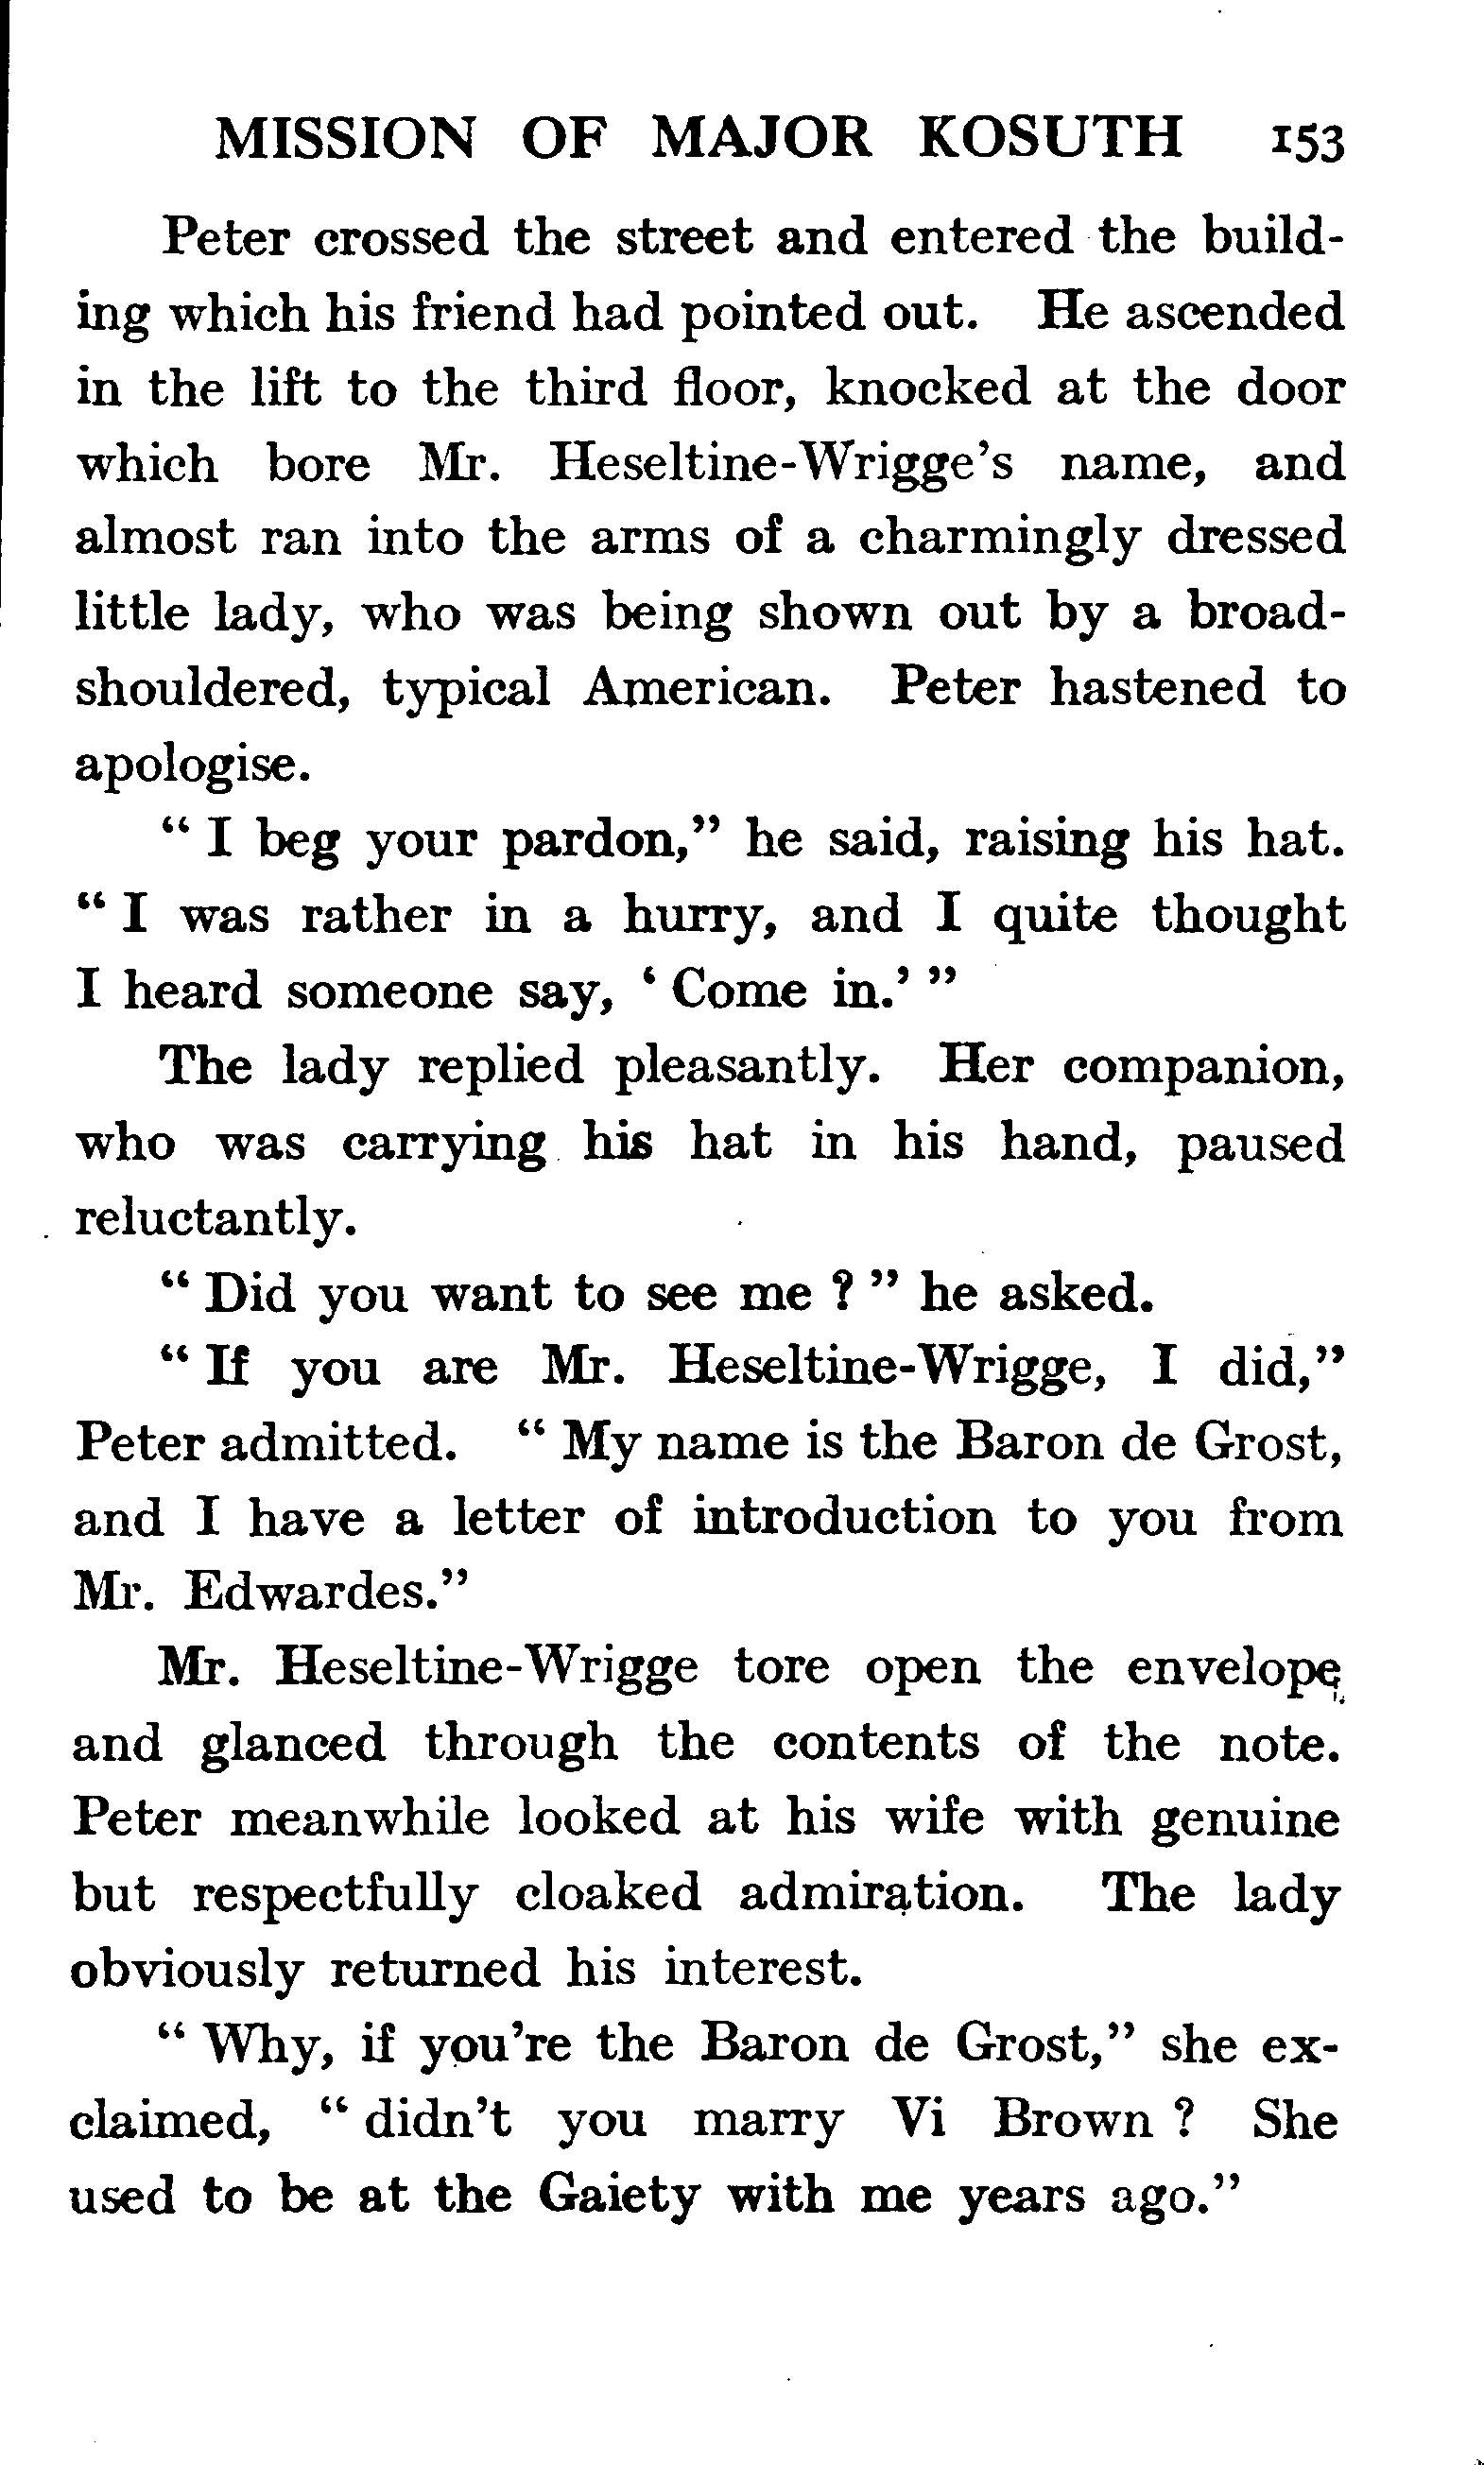 MISSION OF MAJOR KOSUTH 153
Peter crossed the street and entered the build-
ing which his friend had pointed out. He ascended
in the lift to the third floor, knocked at the door
which bore Mr. Heseltine-Wrigge's name, and
almost ran into the arms of a charmingly dressed
little lady, who was being shown out by a broad-
shouldered, typical American. Peter hastened to
apologise.
" I beg your pardon," he said, raising his hat.
" I was rather in a hurry, and I quite thought
I heard someone say, ' Come in.' "
The lady replied pleasantly. Her companion,
who was carrying his hat in his hand, paused
reluctantly.
" Did you want to see me ? " he asked.
" If you are Mr. Heseltine-Wrigge, I did,"
Peter admitted. " My name is the Baron de Grost,
and I have a letter of introduction to you from
Mr. Edwardes."
Mr. Heseltine-Wrigge tore open the envelope
and glanced through the contents of the note.
Peter meanwhile looked at his wife with genuine
but respectfully cloaked admiration. The lady
obviously returned his interest.
" Why, if you're the Baron de Grost," she ex-
claimed, " didn't you marry Vi Brown ? She
used to be at the Gaiety with me years ago."